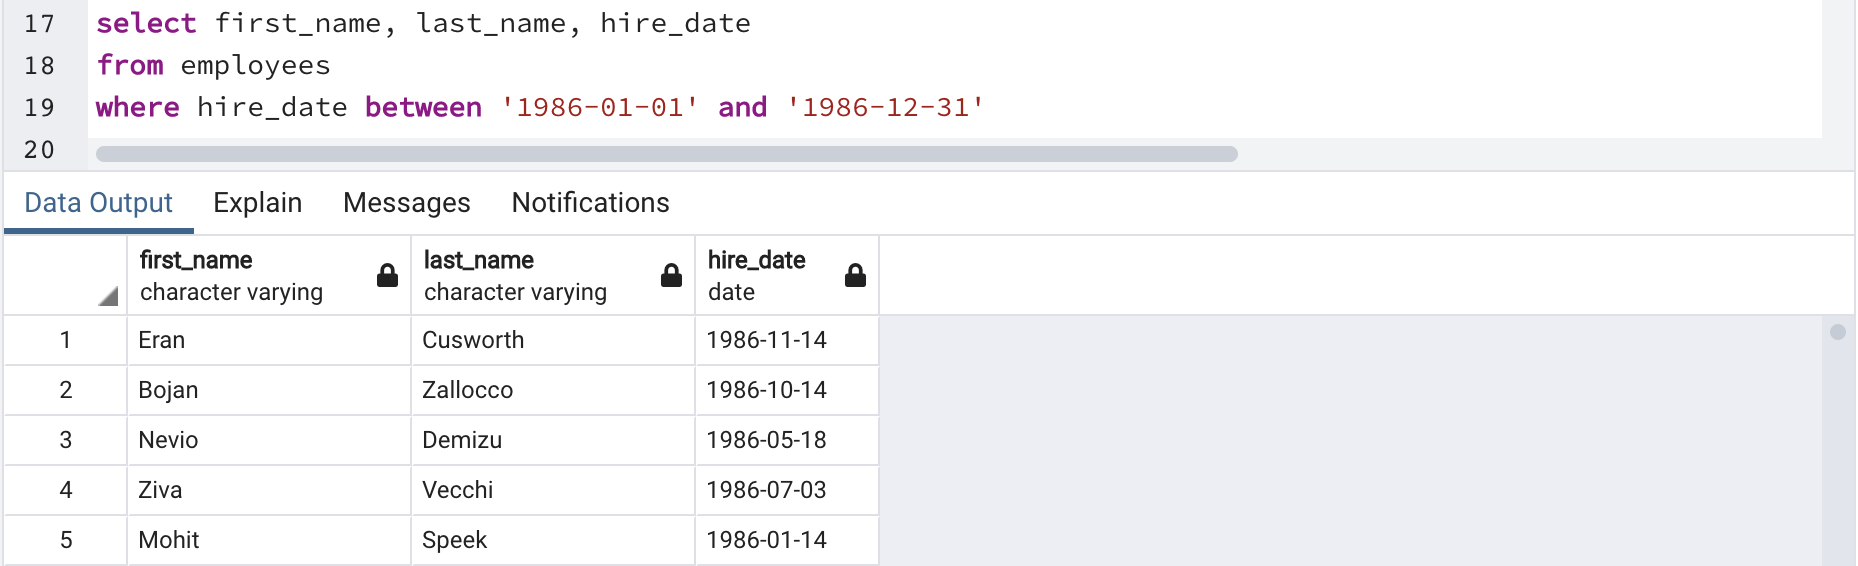 17 select first_name, last_name, hire_date
18 from employees
19 where hire_date between '1986-01-01' and '1986-12-31'
20
Data Output Explain Messages Notifications
first_name last_name hire_date
character varying character varying date
1 Eran Cusworth 1986-11-14
2 Bojan Zallocco 1986-10-14
3 Nevio Demizu 1986-05-18
4 Ziva Vecchi 1986-07-03
5 Mohit Speek 1986-01-14